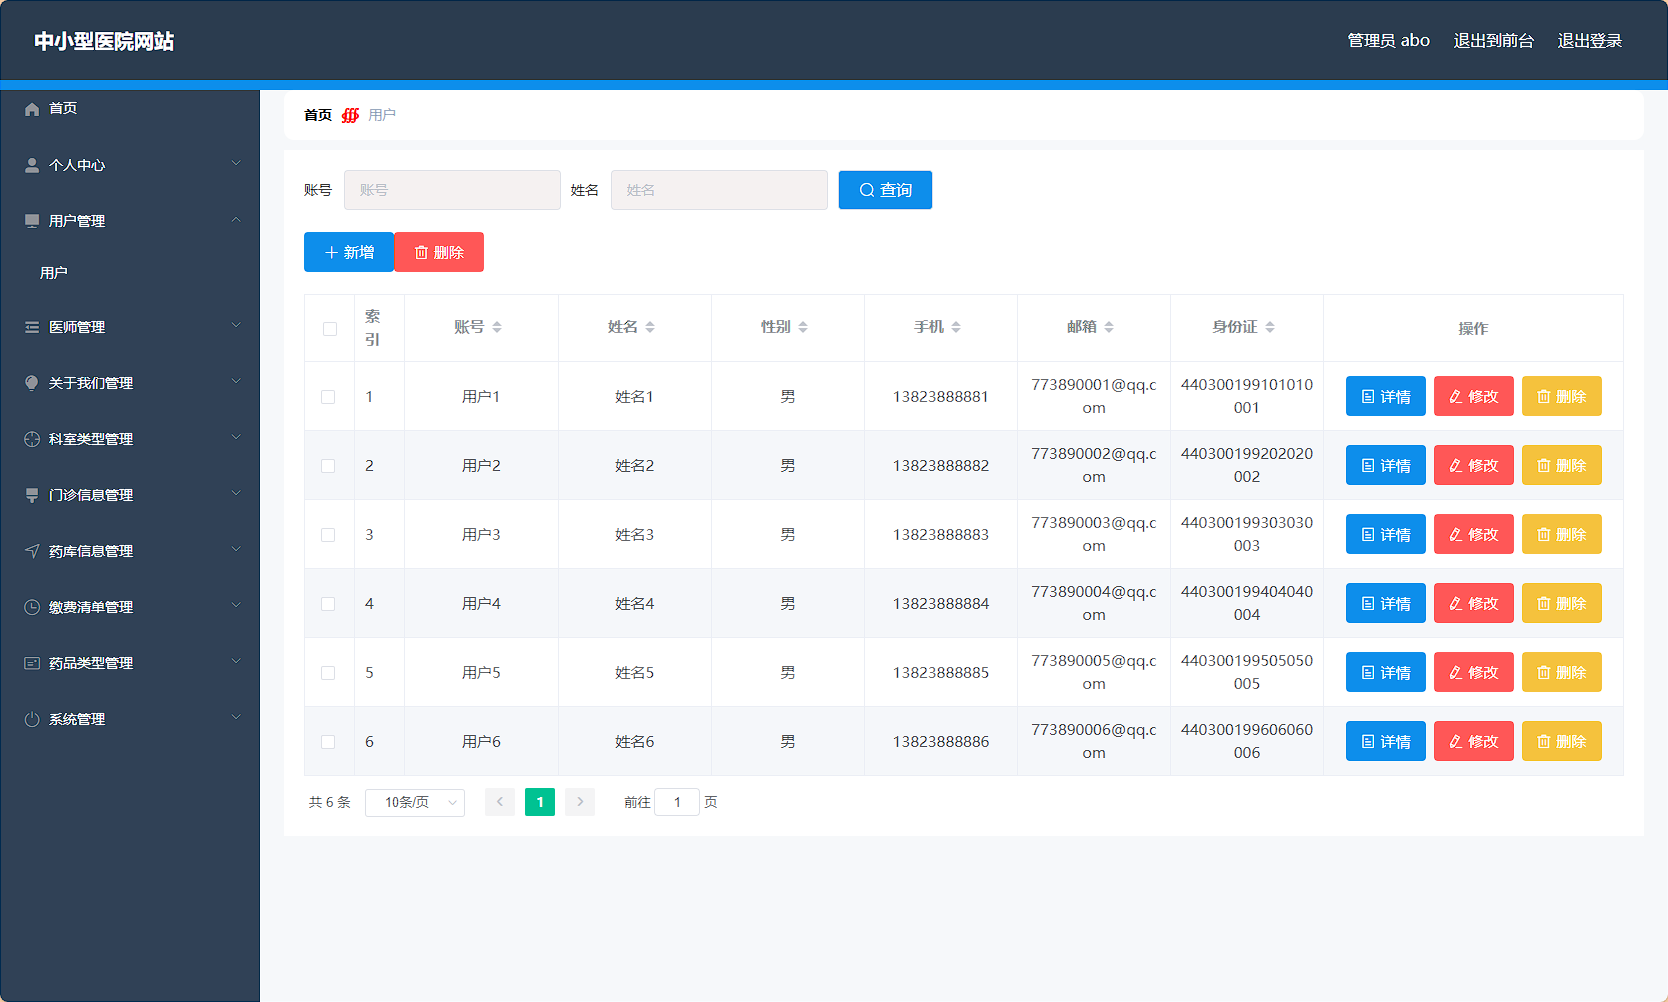 中小型医院网站
管理员 abo 退出到前台 退出登录
首页
个人中心
用户管理
用户
医师管理
关于我们管理
科室类型管理
门诊信息管理
药库信息管理
缴费清单管理
药品类型管理
系统管理
首页 用户
账号 账号 姓名 姓名 查询
新增 删除
索引 账号 姓名 性别 手机 邮箱 身份证 操作
1 用户1 姓名1 男 13823888881 773890001@qq.com 440300199101010001 详情 修改 删除
2 用户2 姓名2 男 13823888882 773890002@qq.com 440300199202020002 详情 修改 删除
3 用户3 姓名3 男 13823888883 773890003@qq.com 440300199303030003 详情 修改 删除
4 用户4 姓名4 男 13823888884 773890004@qq.com 440300199404040004 详情 修改 删除
5 用户5 姓名5 男 13823888885 773890005@qq.com 440300199505050005 详情 修改 删除
6 用户6 姓名6 男 13823888886 773890006@qq.com 440300199606060006 详情 修改 删除
共 6 条 10条/页 1 前往 1 页